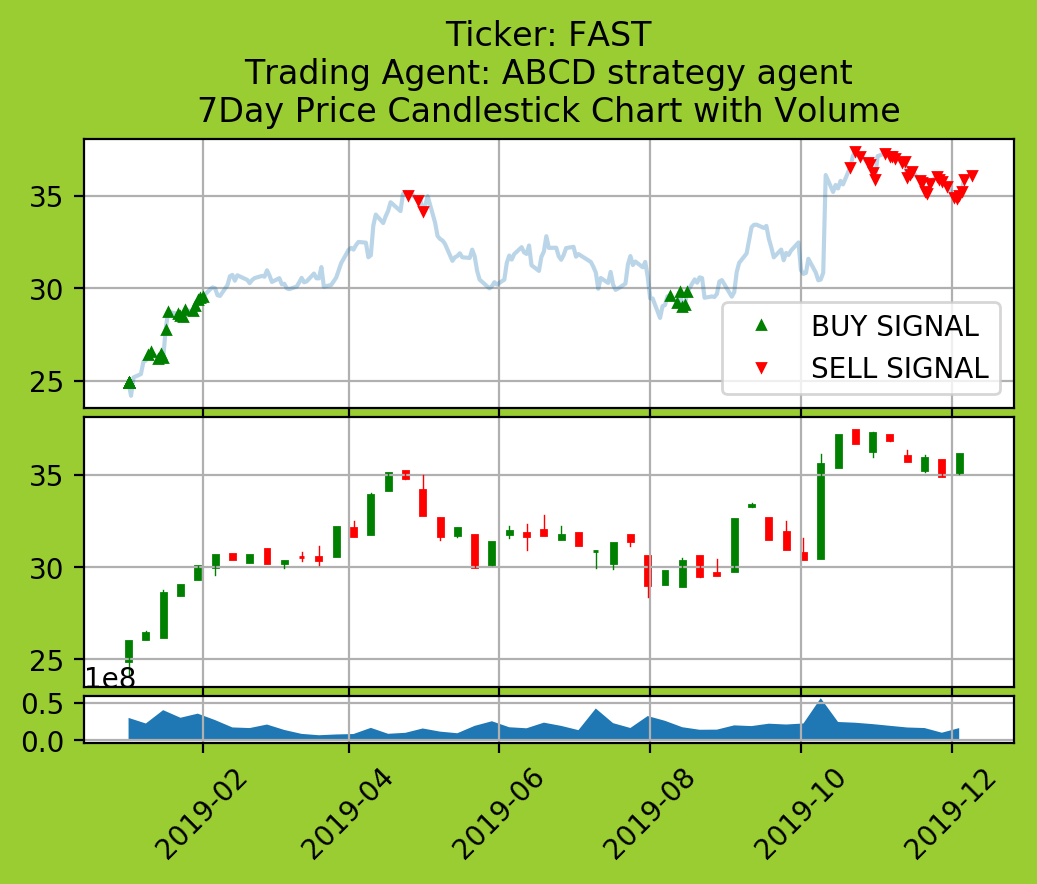 Ticker: FAST
Trading Agent: ABCD strategy agent
7Day Price Candlestick Chart with Volume
35
30
25
BUY SIGNAL
SELL SIGNAL
35
30
25
1e8
0.5
0.0
2019-02
2019-04
2019-06
2019-08
2019-10
2019-12